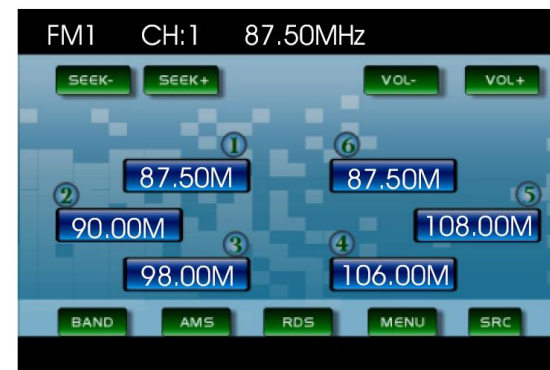 FM1 CH:1 87.50MHz
SEEK- SEEK+ VOL- VOL+
1 6
87.50M 87.50M
2 5
90.00M 108.00M
3 4
98.00M 106.00M
BAND AMS RDS MENU SRC